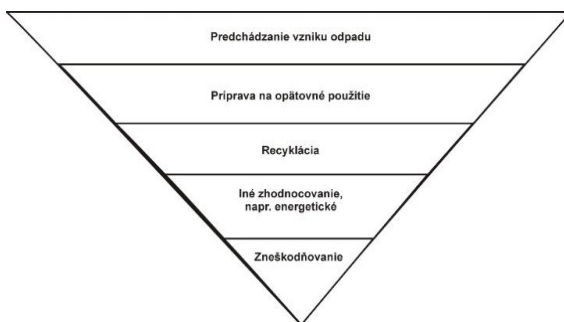 Predchádzanie vzniku odpadu
Príprava na opätovné použitie
Recyklácia
Iné zhodnocovanie,
napr. energetické
Zneškodňovanie